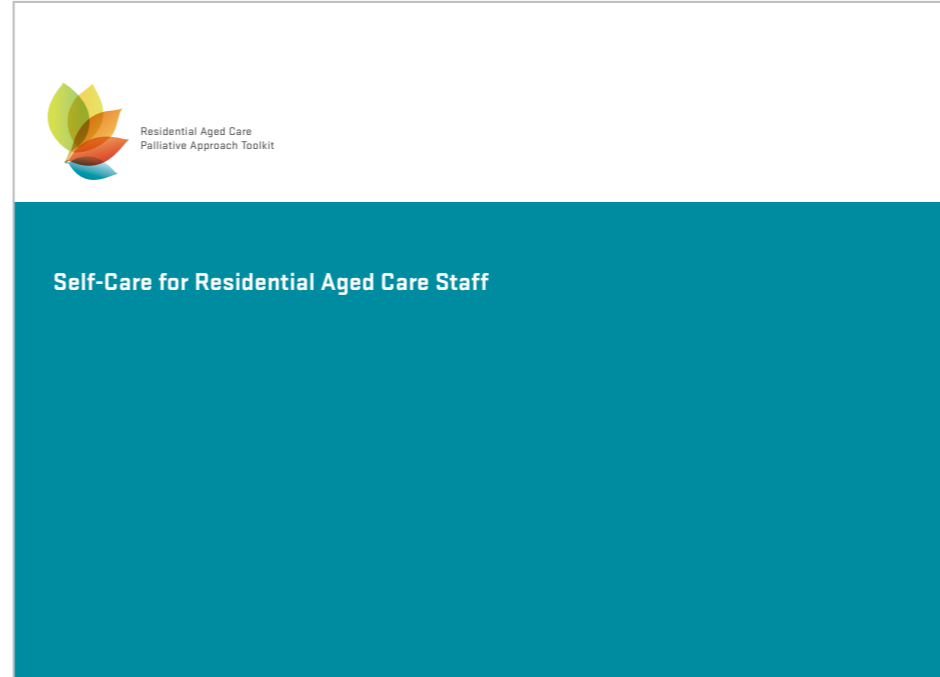 Residential Aged Care
Palliative Approach Toolkit
Self-Care for Residential Aged Care Staff